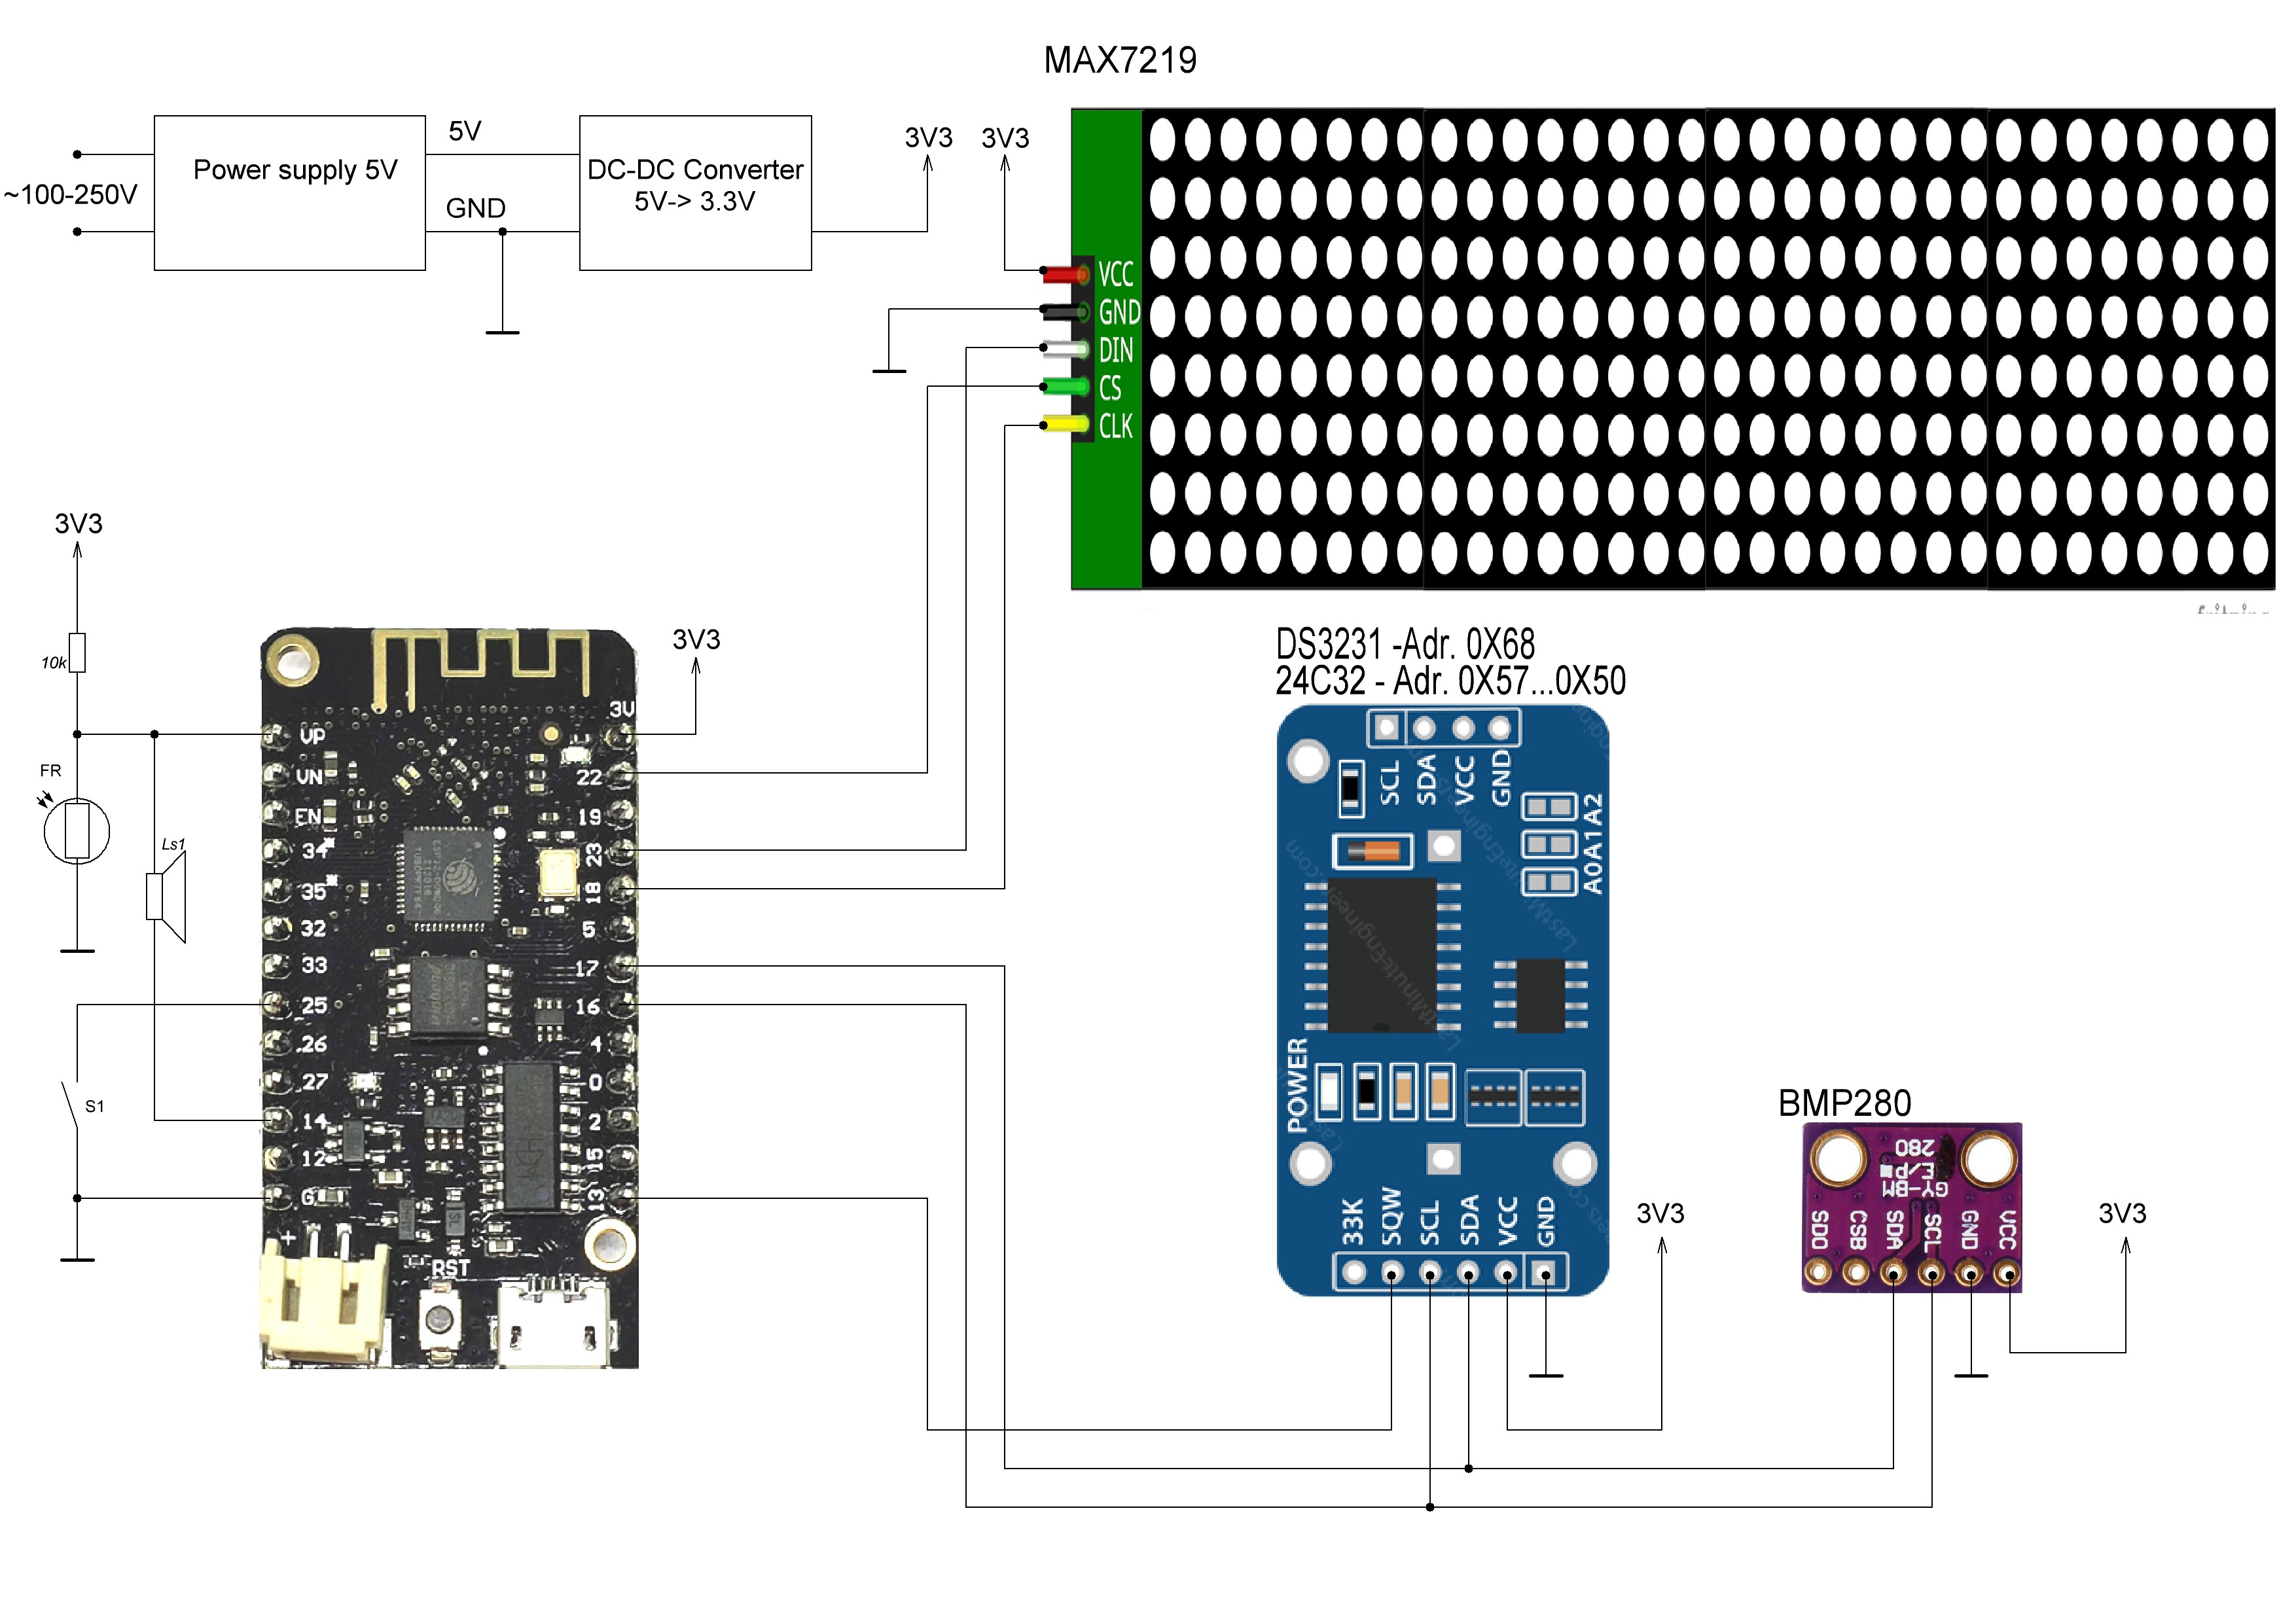 MAX7219
~100-250V
Power supply 5V
5V
GND
DC-DC Converter
5V-> 3.3V
3V3
3V3
VCC
GND
DIN
CS
CLK
3V3
10k
FR
Ls1
S1
3V3
VP
VN
EN
34
35
32
33
25
26
27
14
12
G
+
RST
3V
22
19
23
18
5
17
16
4
0
2
15
13
DS3231 -Adr. 0X68
24C32 - Adr. 0X57...0X50
SCL
SDA
VCC
GND
A0A1A2
POWER
33K
SQW
SCL
SDA
VCC
GND
LastMinuteEngineers.com
3V3
BMP280
GY-BM
E/P
280
SDO
CSB
SDA
SCL
GND
VCC
3V3